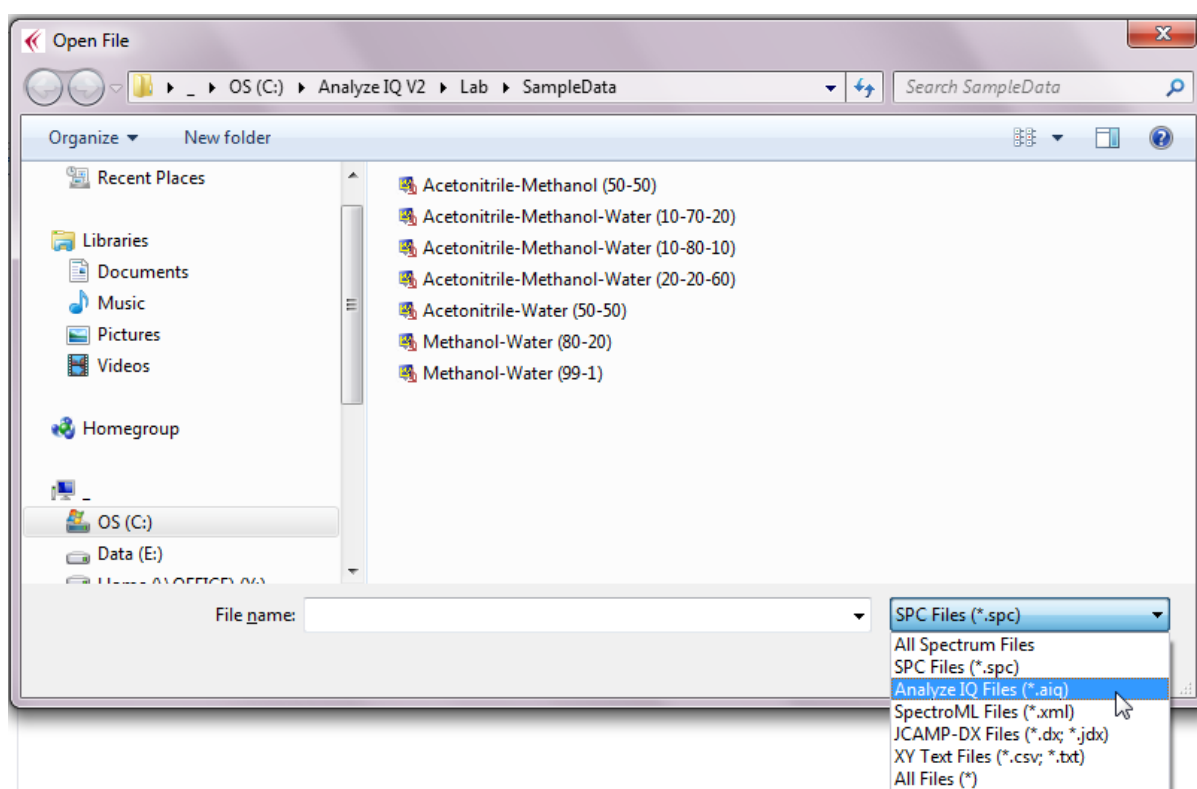 Open File
_ OS (C:) Analyze IQ V2 Lab SampleData
Search SampleData
Organize New folder
Recent Places
Libraries
Documents
Music
Pictures
Videos
Homegroup
_
OS (C:)
Data (E:)
Acetonitrile-Methanol (50-50)
Acetonitrile-Methanol-Water (10-70-20)
Acetonitrile-Methanol-Water (10-80-10)
Acetonitrile-Methanol-Water (20-20-60)
Acetonitrile-Water (50-50)
Methanol-Water (80-20)
Methanol-Water (99-1)
File name:
SPC Files (*.spc)
All Spectrum Files
SPC Files (*.spc)
Analyze IQ Files (*.aiq)
SpectroML Files (*.xml)
JCAMP-DX Files (*.dx; *.jdx)
XY Text Files (*.csv; *.txt)
All Files (*)